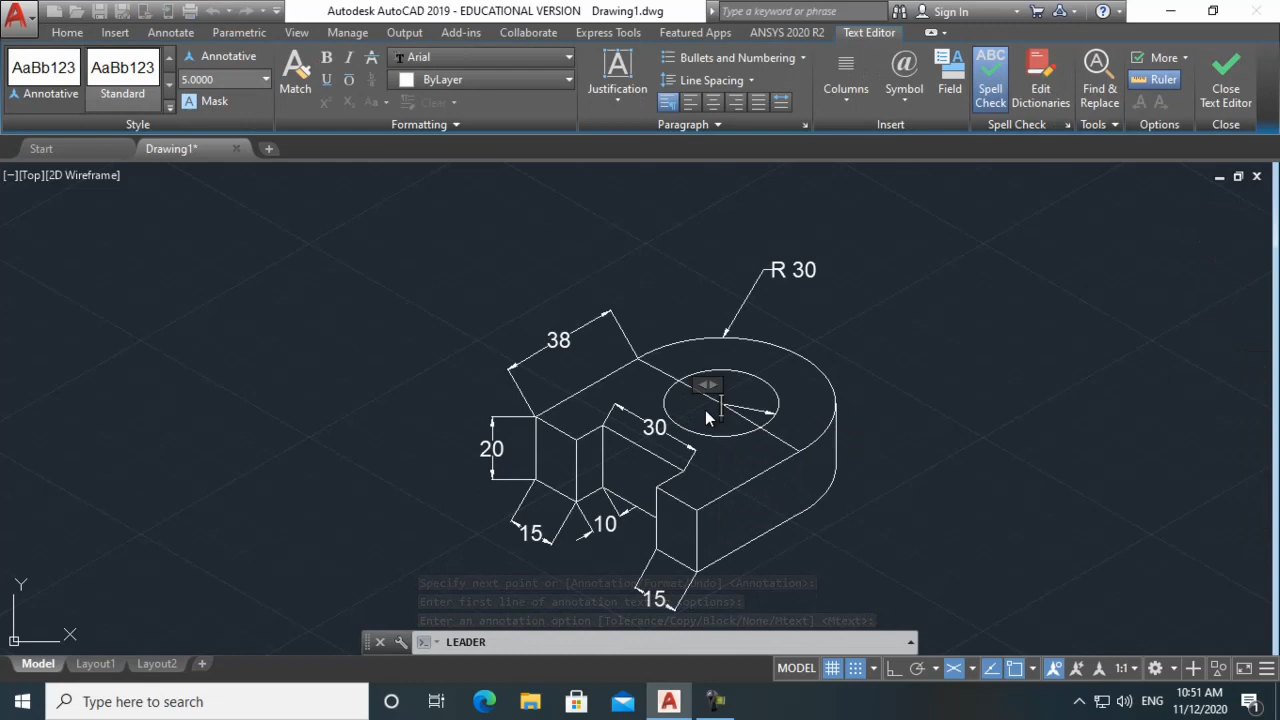 Autodesk AutoCAD 2019 - EDUCATIONAL VERSION Drawing1.dwg
Type a keyword or phrase
Sign In
Home Insert Annotate Parametric View Manage Output Add-ins Collaborate Express Tools Featured Apps ANSYS 2020 R2 Text Editor
AaBb123 AaBb123
Annotative Standard
Annotative
5.0000
Mask
Match
Arial
ByLayer
Clear
Justification
Bullets and Numbering
Line Spacing
Columns
Symbol
Field
ABC
Spell
Check
Edit
Dictionaries
Find &
Replace
More
Ruler
Close
Text Editor
Style Formatting Paragraph Insert Spell Check Tools Options Close
Start Drawing1*
[−][Top][2D Wireframe]
R 30
38
30
20
10
15
15
Y
X
Specify next point or [Annotation Format/Undo] <Annotation>:
Enter first line of annotation text or <options>:
Enter an annotation option [Tolerance/Copy/Block/None/Mtext] <Mtext>:
LEADER
Model Layout1 Layout2
MODEL
1:1
Type here to search
ENG
10:51 AM
11/12/2020
1